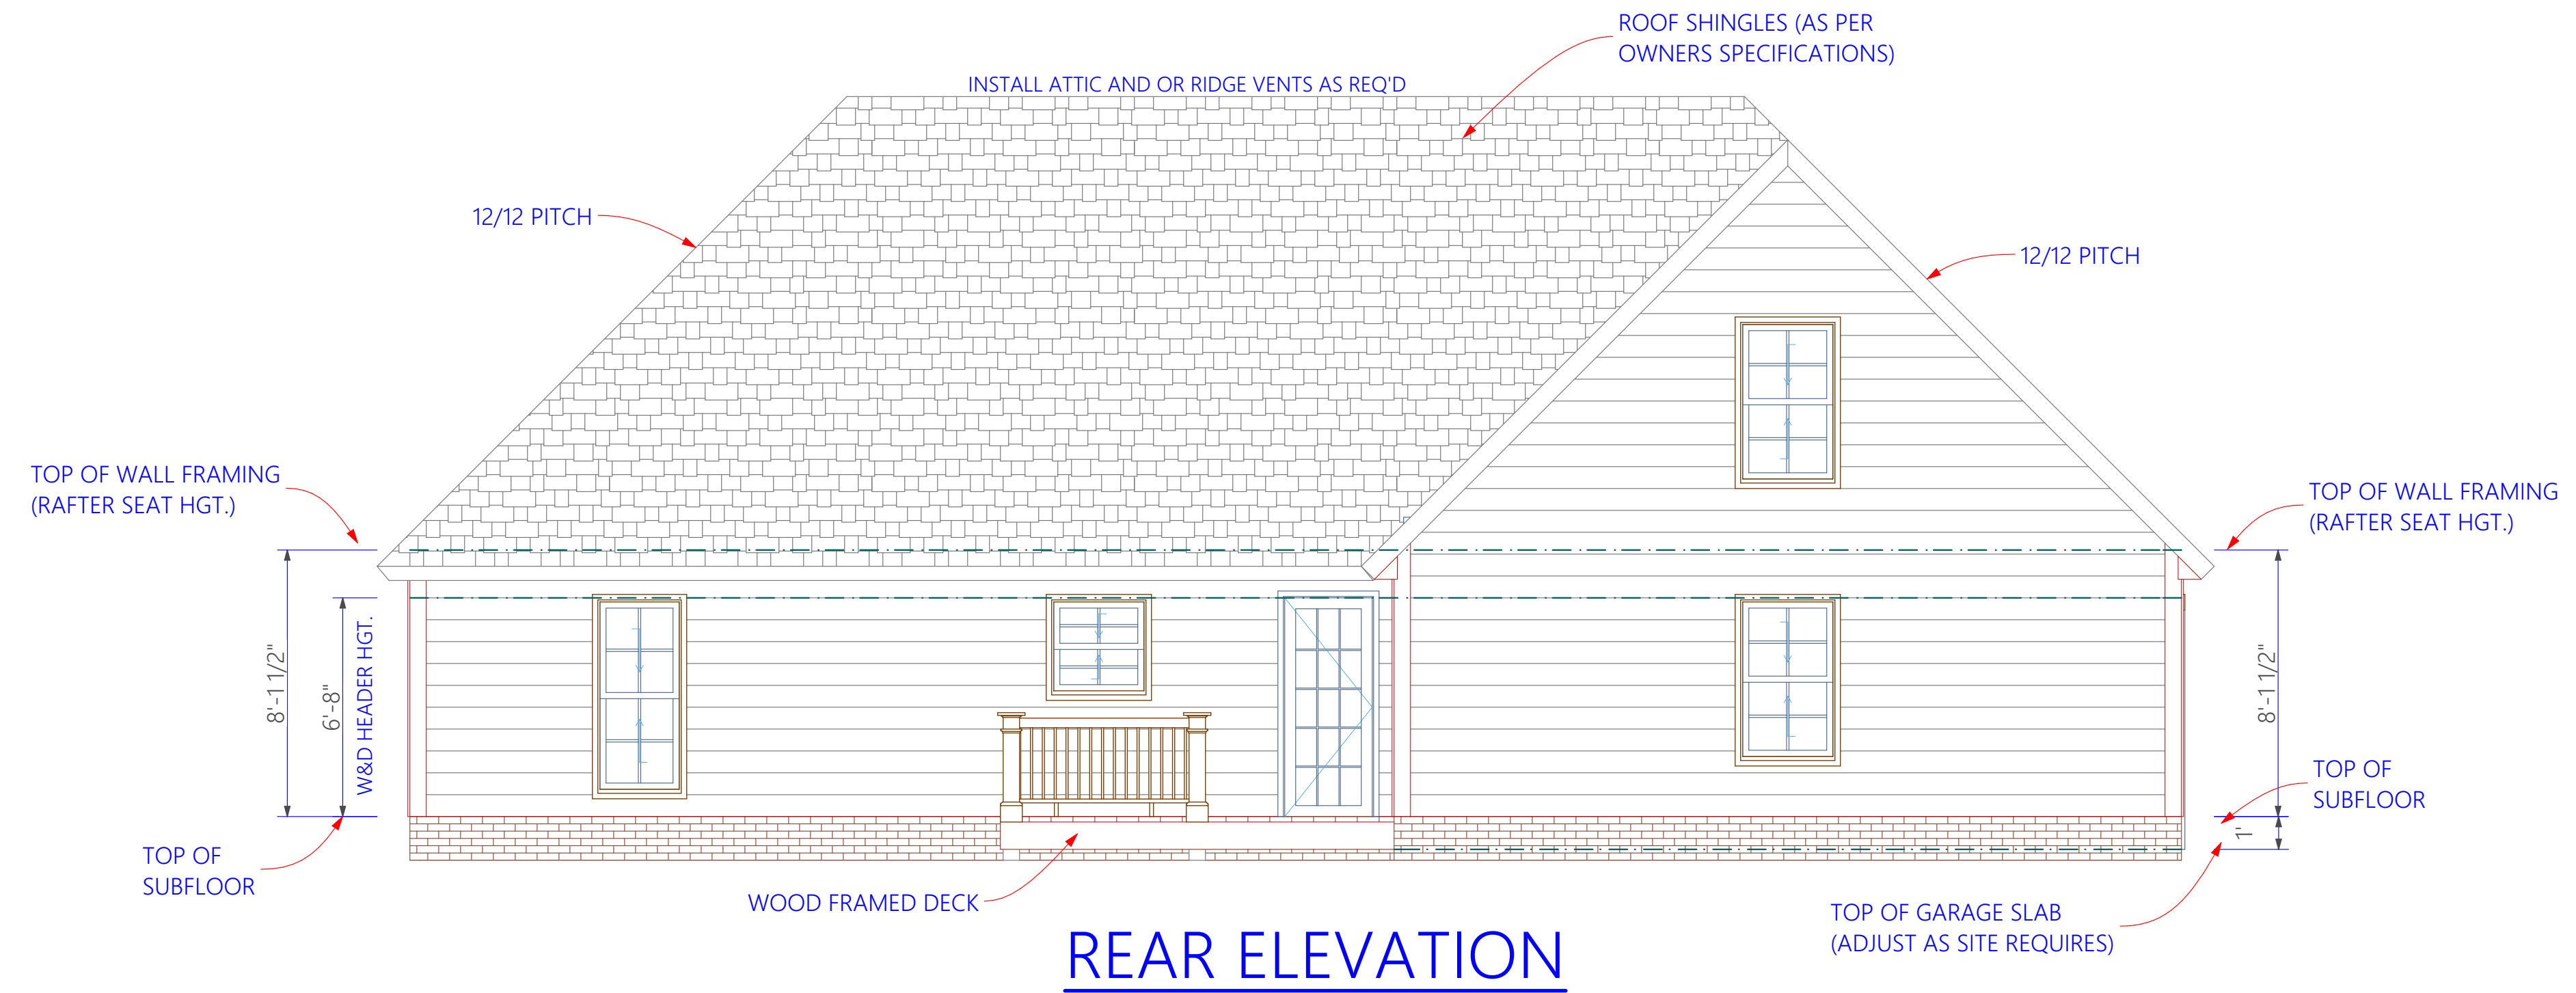 ROOF SHINGLES (AS PER
OWNERS SPECIFICATIONS)
INSTALL ATTIC AND OR RIDGE VENTS AS REQ'D
12/12 PITCH
12/12 PITCH
TOP OF WALL FRAMING
(RAFTER SEAT HGT.)
TOP OF WALL FRAMING
(RAFTER SEAT HGT.)
8'-1 1/2"
6'-8"
W&D HEADER HGT.
8'-1 1/2"
TOP OF
SUBFLOOR
1'
TOP OF
SUBFLOOR
WOOD FRAMED DECK
TOP OF GARAGE SLAB
(ADJUST AS SITE REQUIRES)
REAR ELEVATION